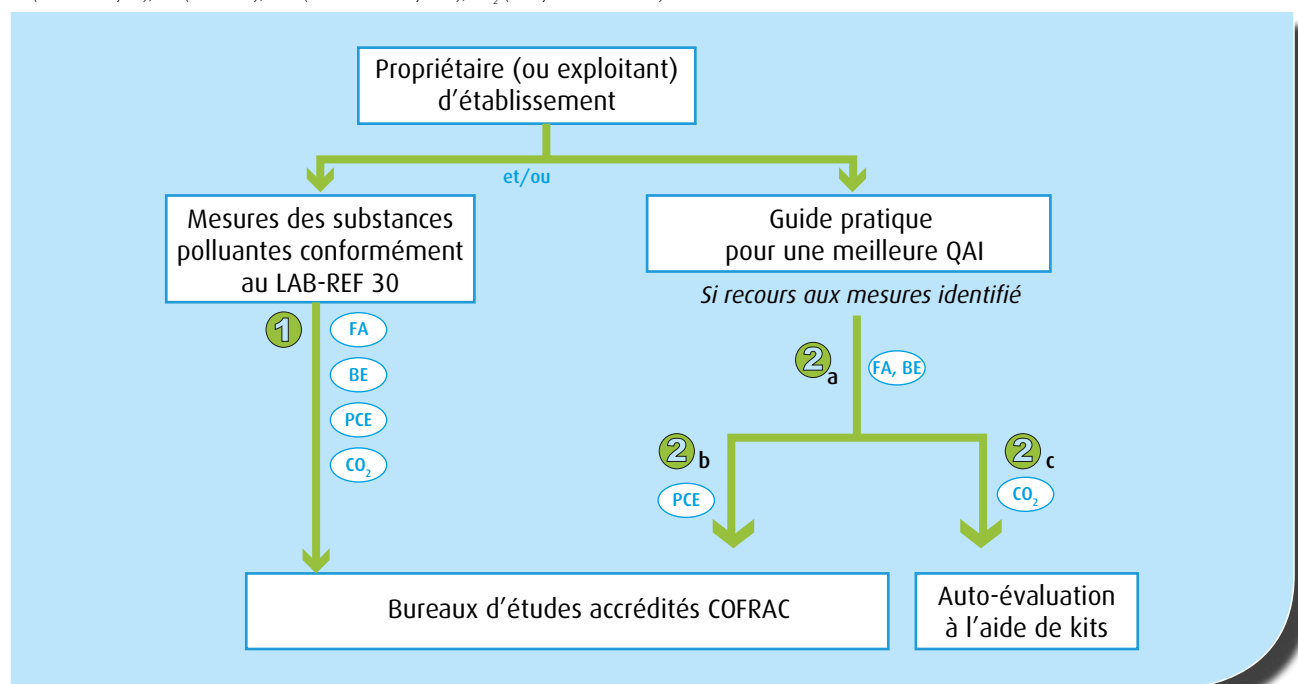 Propriétaire (ou exploitant)
d'établissement
et/ou
Mesures des substances
polluantes conformément
au LAB-REF 30
Guide pratique
pour une meilleure QAI
Si recours aux mesures identifié
1
FA
BE
PCE
CO₂
2a
FA, BE
2b
PCE
2c
CO₂
Bureaux d'études accrédités COFRAC
Auto-évaluation
à l'aide de kits